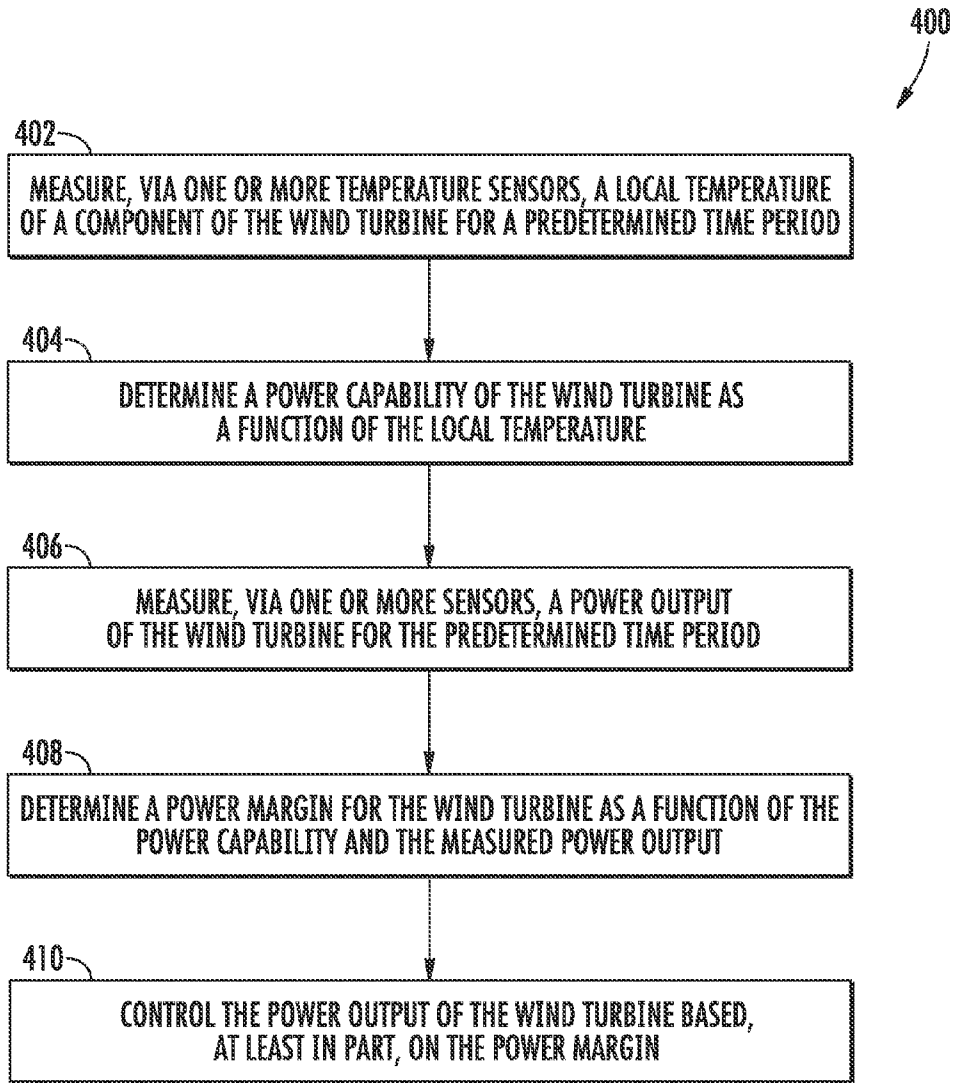 400
402
MEASURE, VIA ONE OR MORE TEMPERATURE SENSORS, A LOCAL TEMPERATURE
OF A COMPONENT OF THE WIND TURBINE FOR A PREDETERMINED TIME PERIOD
404
DETERMINE A POWER CAPABILITY OF THE WIND TURBINE AS
A FUNCTION OF THE LOCAL TEMPERATURE
406
MEASURE, VIA ONE OR MORE SENSORS, A POWER OUTPUT
OF THE WIND TURBINE FOR THE PREDETERMINED TIME PERIOD
408
DETERMINE A POWER MARGIN FOR THE WIND TURBINE AS A FUNCTION OF THE
POWER CAPABILITY AND THE MEASURED POWER OUTPUT
410
CONTROL THE POWER OUTPUT OF THE WIND TURBINE BASED,
AT LEAST IN PART, ON THE POWER MARGIN